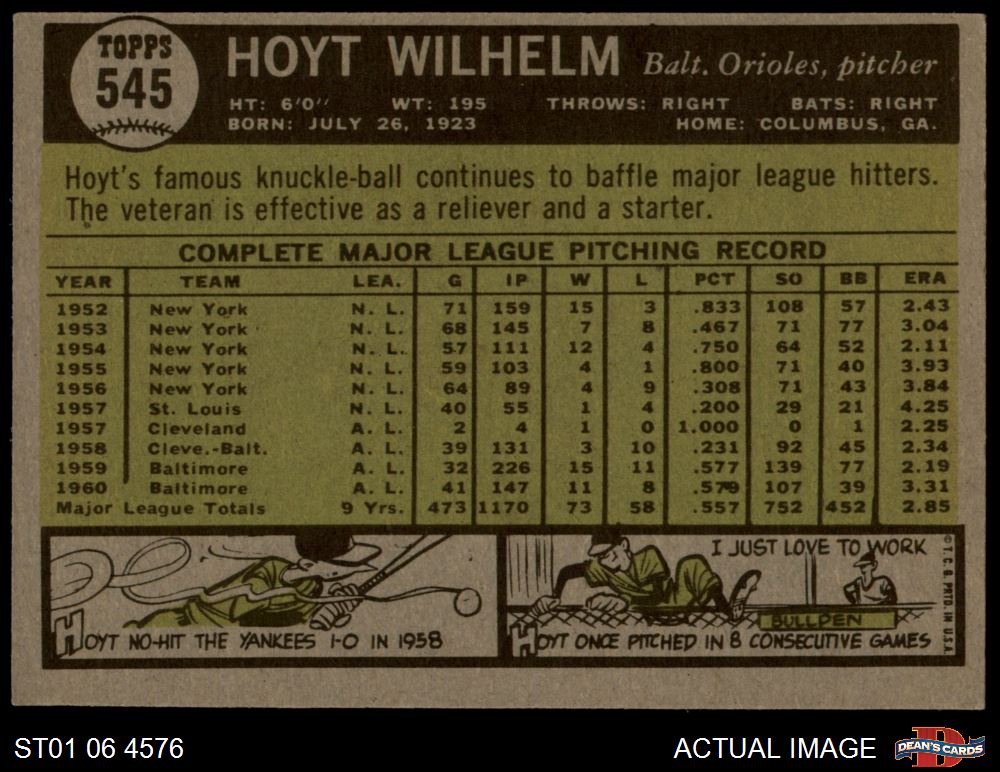 TOPPS
545
HOYT WILHELM Balt. Orioles, pitcher
HT: 6'0" WT: 195 THROWS: RIGHT BATS: RIGHT
BORN: JULY 26, 1923 HOME: COLUMBUS, GA.
Hoyt's famous knuckle-ball continues to baffle major league hitters.
The veteran is effective as a reliever and a starter.
COMPLETE MAJOR LEAGUE PITCHING RECORD
YEAR TEAM LEA. G IP W L PCT SO BB ERA
1952 New York N. L. 71 159 15 3 .833 108 57 2.43
1953 New York N. L. 68 145 7 8 .467 71 77 3.04
1954 New York N. L. 57 111 12 4 .750 64 52 2.11
1955 New York N. L. 59 103 4 1 .800 71 40 3.93
1956 New York N. L. 64 89 4 9 .308 71 43 3.84
1957 St. Louis N. L. 40 55 1 4 .200 29 21 4.25
1957 Cleveland A. L. 2 4 1 0 1.000 0 1 2.25
1958 Cleve.-Balt. A. L. 39 131 3 10 .231 92 45 2.34
1959 Baltimore A. L. 32 226 15 11 .577 139 77 2.19
1960 Baltimore A. L. 41 147 11 8 .579 107 39 3.31
Major League Totals 9 Yrs. 473 1170 73 58 .557 752 452 2.85
HOYT NO-HIT THE YANKEES 1-0 IN 1958
I JUST LOVE TO WORK
BULLPEN
HOYT ONCE PITCHED IN 8 CONSECUTIVE GAMES
© T. C. G. PRTD. IN U.S.A.
ST01 06 4576
ACTUAL IMAGE
D
DEAN'S CARDS